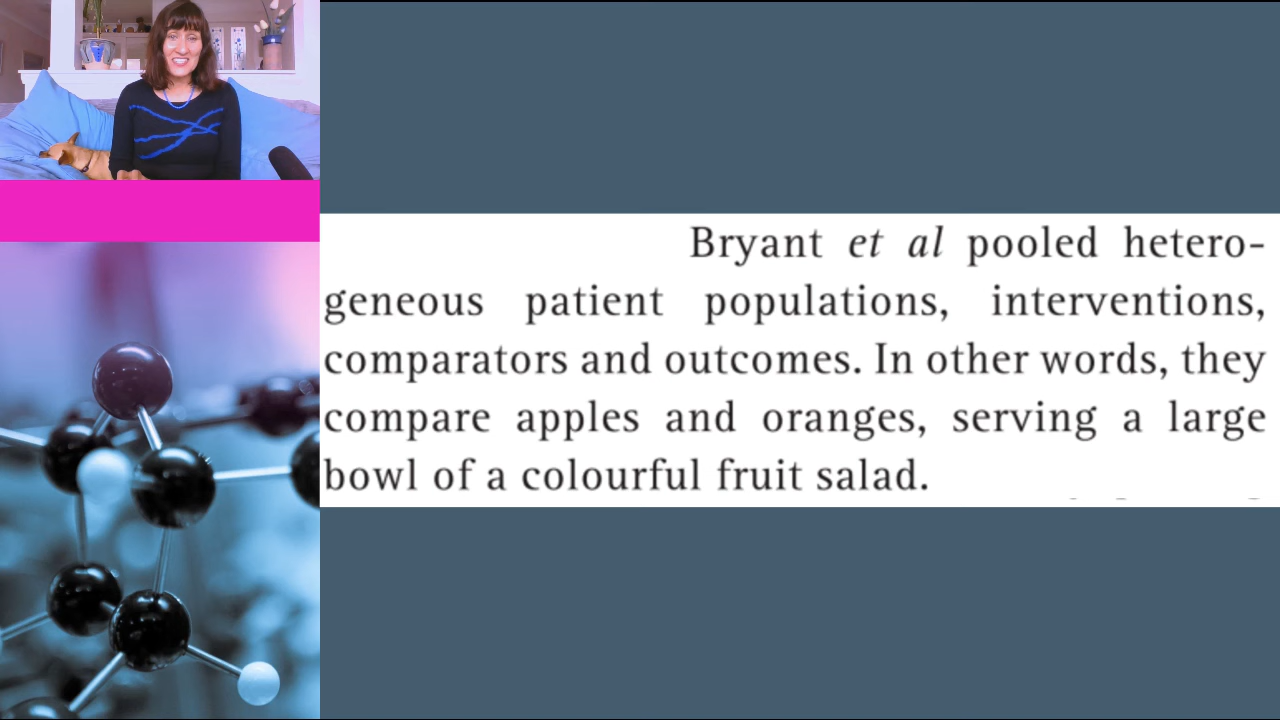 Bryant et al pooled hetero-
geneous patient populations, interventions,
comparators and outcomes. In other words, they
compare apples and oranges, serving a large
bowl of a colourful fruit salad.